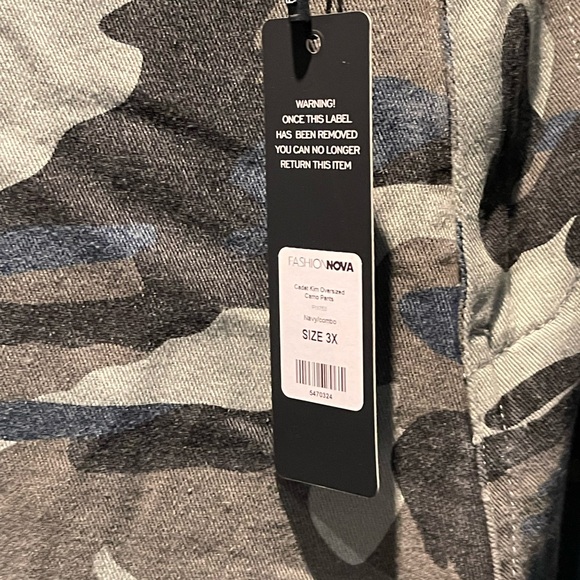 WARNING!
ONCE THIS LABEL
HAS BEEN REMOVED
YOU CAN NO LONGER
RETURN THIS ITEM
FASHIONNOVA
Cadet Kim Oversized
Camo Pants
Navy/combo
SIZE 3X
5470324